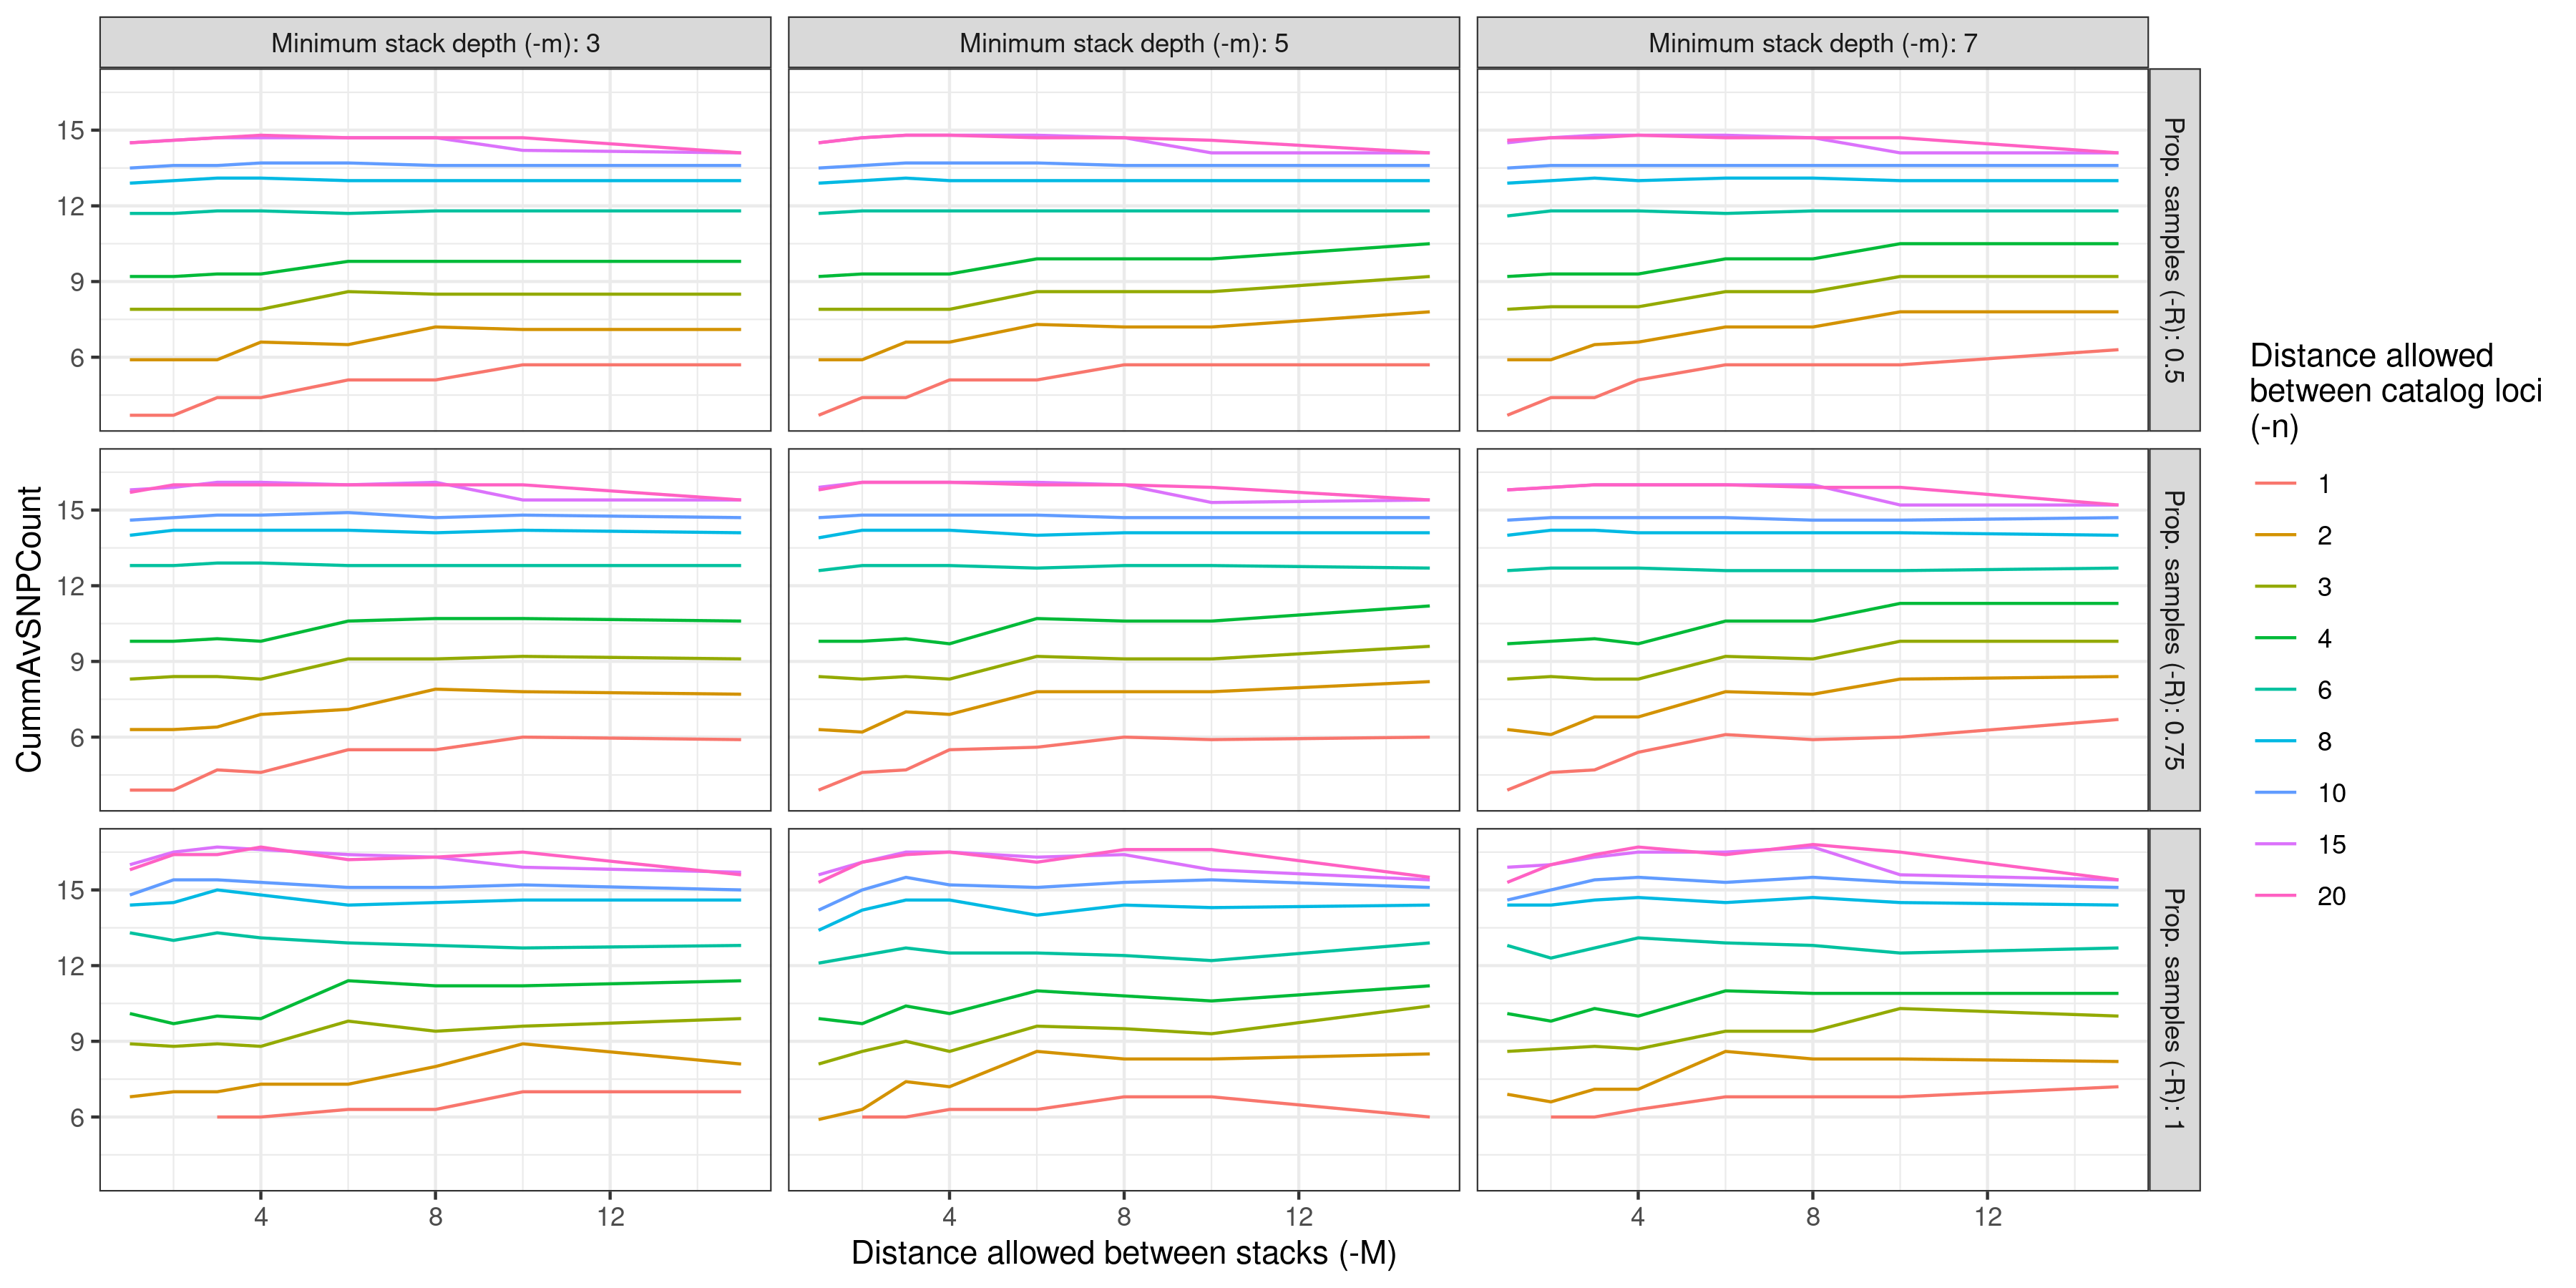 Minimum stack depth (-m): 3
Minimum stack depth (-m): 5
Minimum stack depth (-m): 7
CummAvSNPCount
15
12
9
6
Prop. samples (-R): 0.5
15
12
9
6
Prop. samples (-R): 0.75
15
12
9
6
Prop. samples (-R): 1
4
8
12
4
8
12
4
8
12
Distance allowed between stacks (-M)
Distance allowed
between catalog loci
(-n)
1
2
3
4
6
8
10
15
20